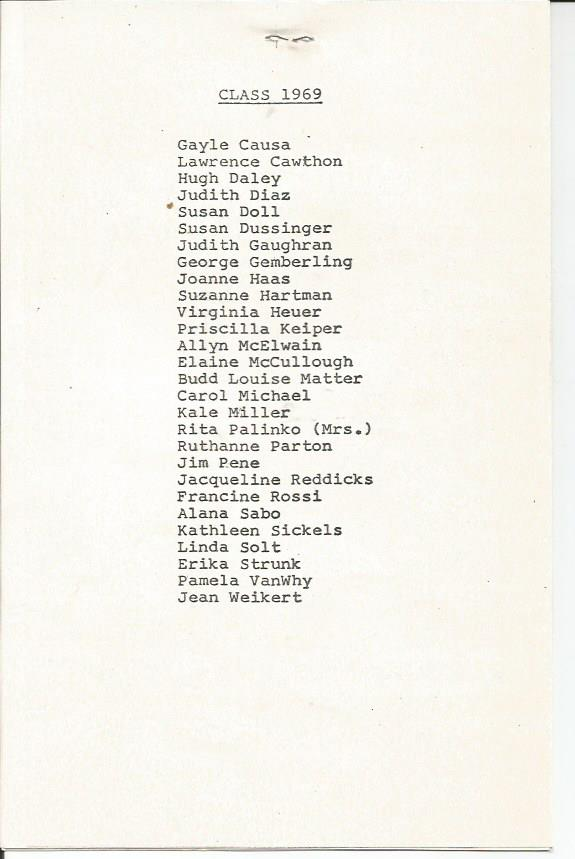 CLASS 1969
Gayle Causa
Lawrence Cawthon
Hugh Daley
Judith Diaz
Susan Doll
Susan Dussinger
Judith Gaughran
George Gemberling
Joanne Haas
Suzanne Hartman
Virginia Heuer
Priscilla Keiper
Allyn McElwain
Elaine McCullough
Budd Louise Matter
Carol Michael
Kale Miller
Rita Palinko (Mrs.)
Ruthanne Parton
Jim Pene
Jacqueline Reddicks
Francine Rossi
Alana Sabo
Kathleen Sickels
Linda Solt
Erika Strunk
Pamela VanWhy
Jean Weikert